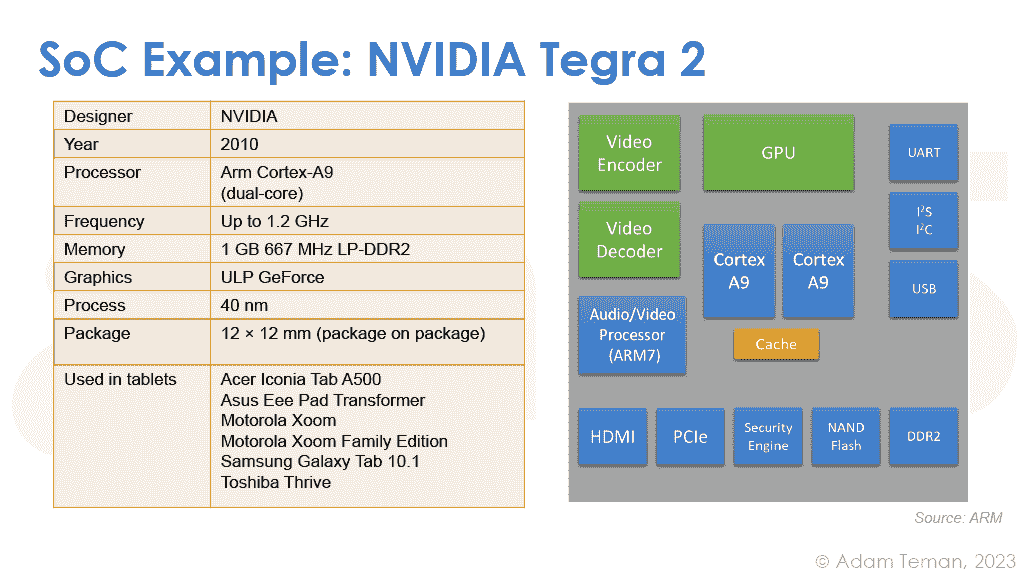 SoC Example: NVIDIA Tegra 2
Designer NVIDIA
Year 2010
Processor Arm Cortex-A9
(dual-core)
Frequency Up to 1.2 GHz
Memory 1 GB 667 MHz LP-DDR2
Graphics ULP GeForce
Process 40 nm
Package 12 × 12 mm (package on package)
Used in tablets Acer Iconia Tab A500
Asus Eee Pad Transformer
Motorola Xoom
Motorola Xoom Family Edition
Samsung Galaxy Tab 10.1
Toshiba Thrive
Video
Encoder
GPU
UART
Video
Decoder
I²S
I²C
Cortex
A9
Cortex
A9
USB
Audio/Video
Processor
(ARM7)
Cache
HDMI
PCIe
Security
Engine
NAND
Flash
DDR2
Source: ARM
© Adam Teman, 2023